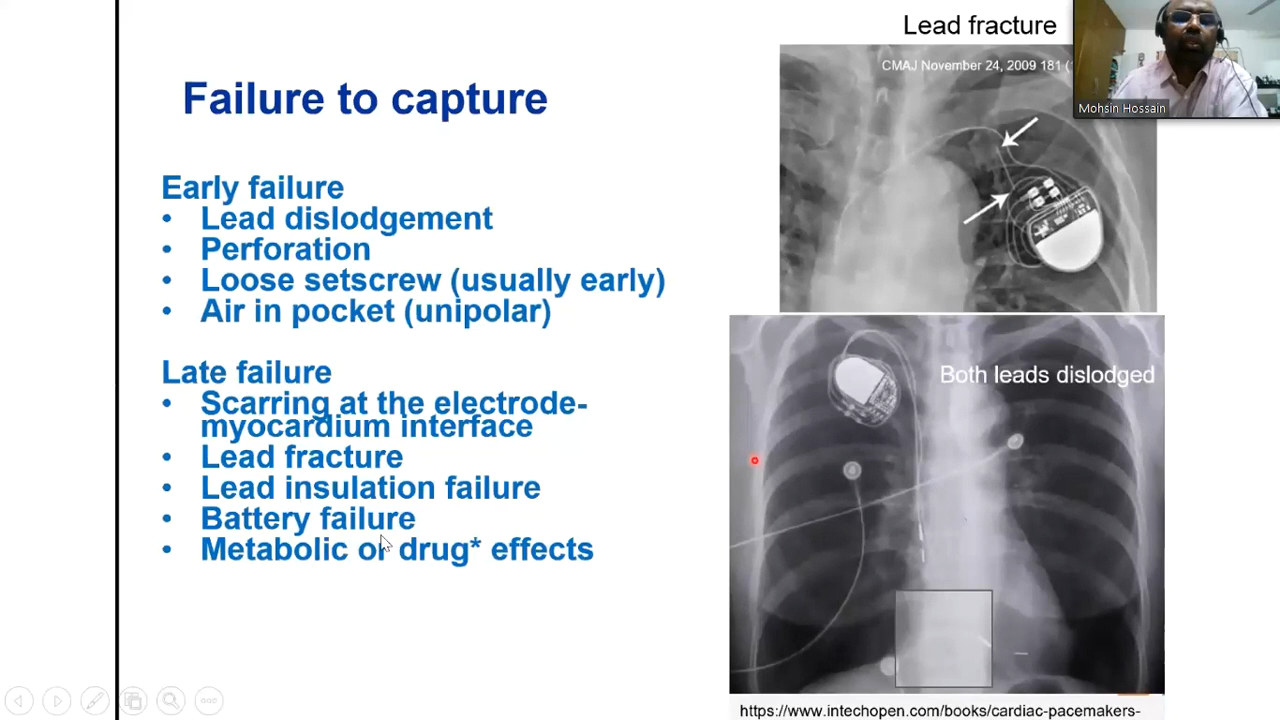 Lead fracture
CMAJ November 24, 2009 181 (1
Mohsin Hossain
Failure to capture
Early failure
• Lead dislodgement
• Perforation
• Loose setscrew (usually early)
• Air in pocket (unipolar)
Late failure
• Scarring at the electrode-
myocardium interface
• Lead fracture
• Lead insulation failure
• Battery failure
• Metabolic or drug* effects
Both leads dislodged
https://www.intechopen.com/books/cardiac-pacemakers-